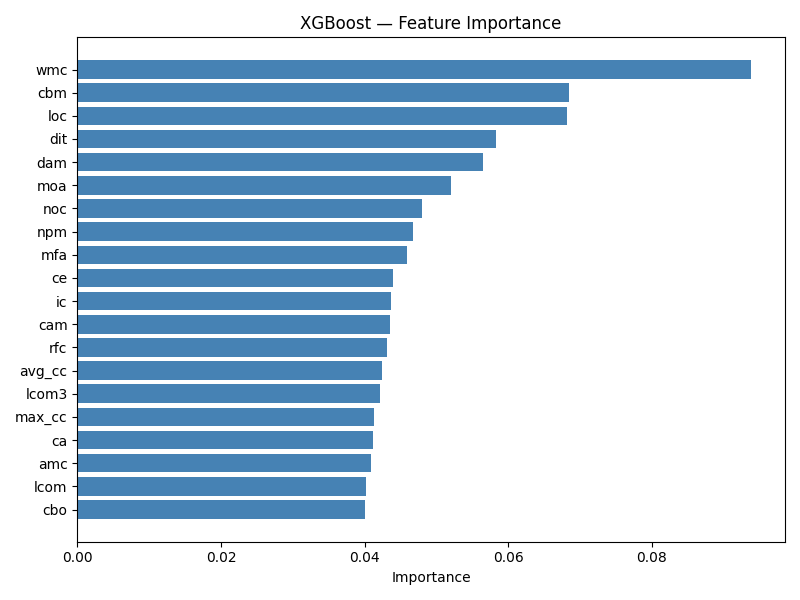 XGBoost — Feature Importance
wmc
cbm
loc
dit
dam
moa
noc
npm
mfa
ce
ic
cam
rfc
avg_cc
lcom3
max_cc
ca
amc
lcom
cbo
0.00 0.02 0.04 0.06 0.08
Importance